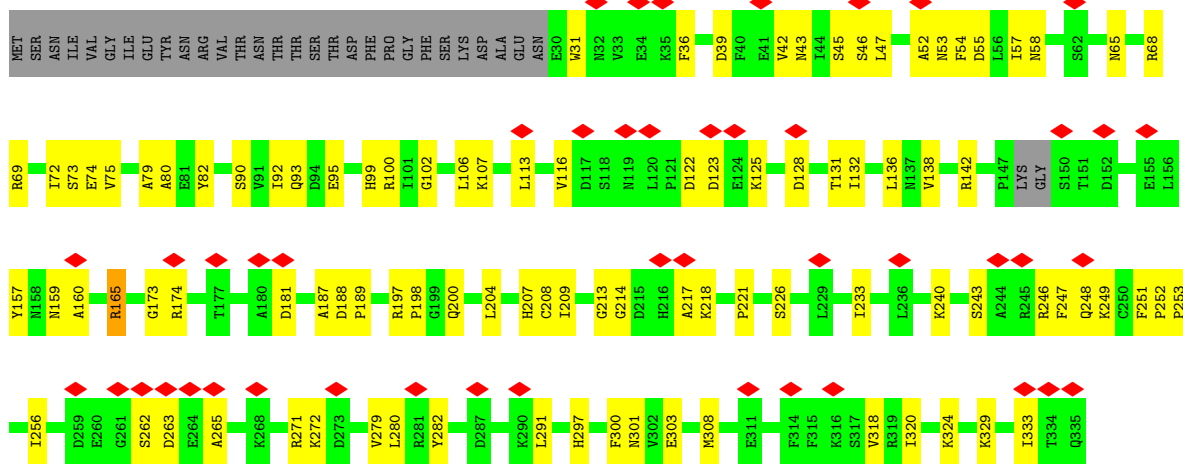 MET SER ASN ILE VAL GLY ILE GLU TYR ASN ARG VAL THR ASN THR THR SER THR ASP PHE PRO GLY PHE SER LYS ASP ALA GLU ASN E30 W31 N32 V33 E34 K35 F36 D39 F40 E41 V42 N43 I44 S45 S46 L47 A52 N53 F54 D55 L56 I57 N58 S62 N65 R68
R69 I72 S73 E74 V75 A79 A80 E81 Y82 S90 V91 I92 Q93 D94 E95 H99 R100 I101 G102 L106 K107 L113 V116 D117 S118 N119 L120 P121 D122 D123 E124 K125 D128 T131 I132 L136 N137 V138 R142 P147 LYS GLY S150 T151 D152 E155 L156
Y157 N158 N159 A160 R165 G173 R174 T177 A180 D181 A187 D188 P189 R197 P198 G199 Q200 L204 H207 C208 I209 G213 G214 D215 H216 A217 K218 P221 S226 L229 I233 L236 K240 S243 A244 R245 R246 F247 Q248 K249 C250 F251 P252 P253
I256 D259 E260 G261 S262 D263 E264 A265 K268 R271 K272 D273 V279 L280 R281 Y282 D287 K290 L291 H297 F300 N301 V302 E303 M308 E311 F314 F315 K316 S317 V318 R319 I320 K324 K329 I333 T334 Q335